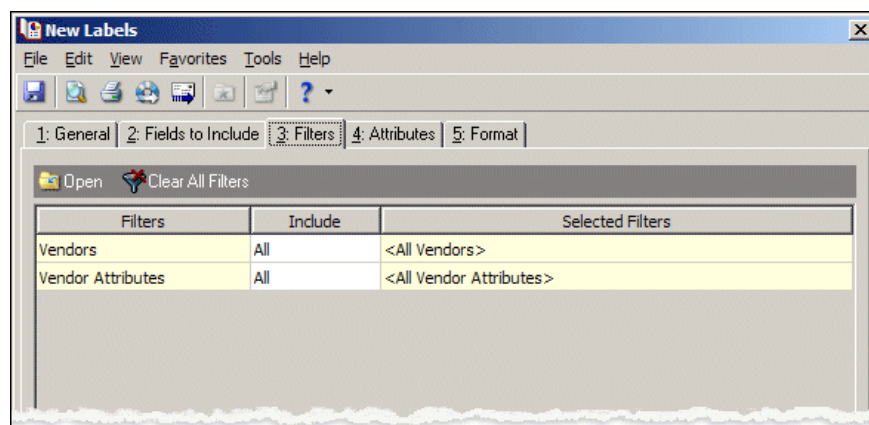 New Labels
File Edit View Favorites Tools Help
1: General 2: Fields to Include 3: Filters 4: Attributes 5: Format
Open Clear All Filters
Filters Include Selected Filters
Vendors All <All Vendors>
Vendor Attributes All <All Vendor Attributes>